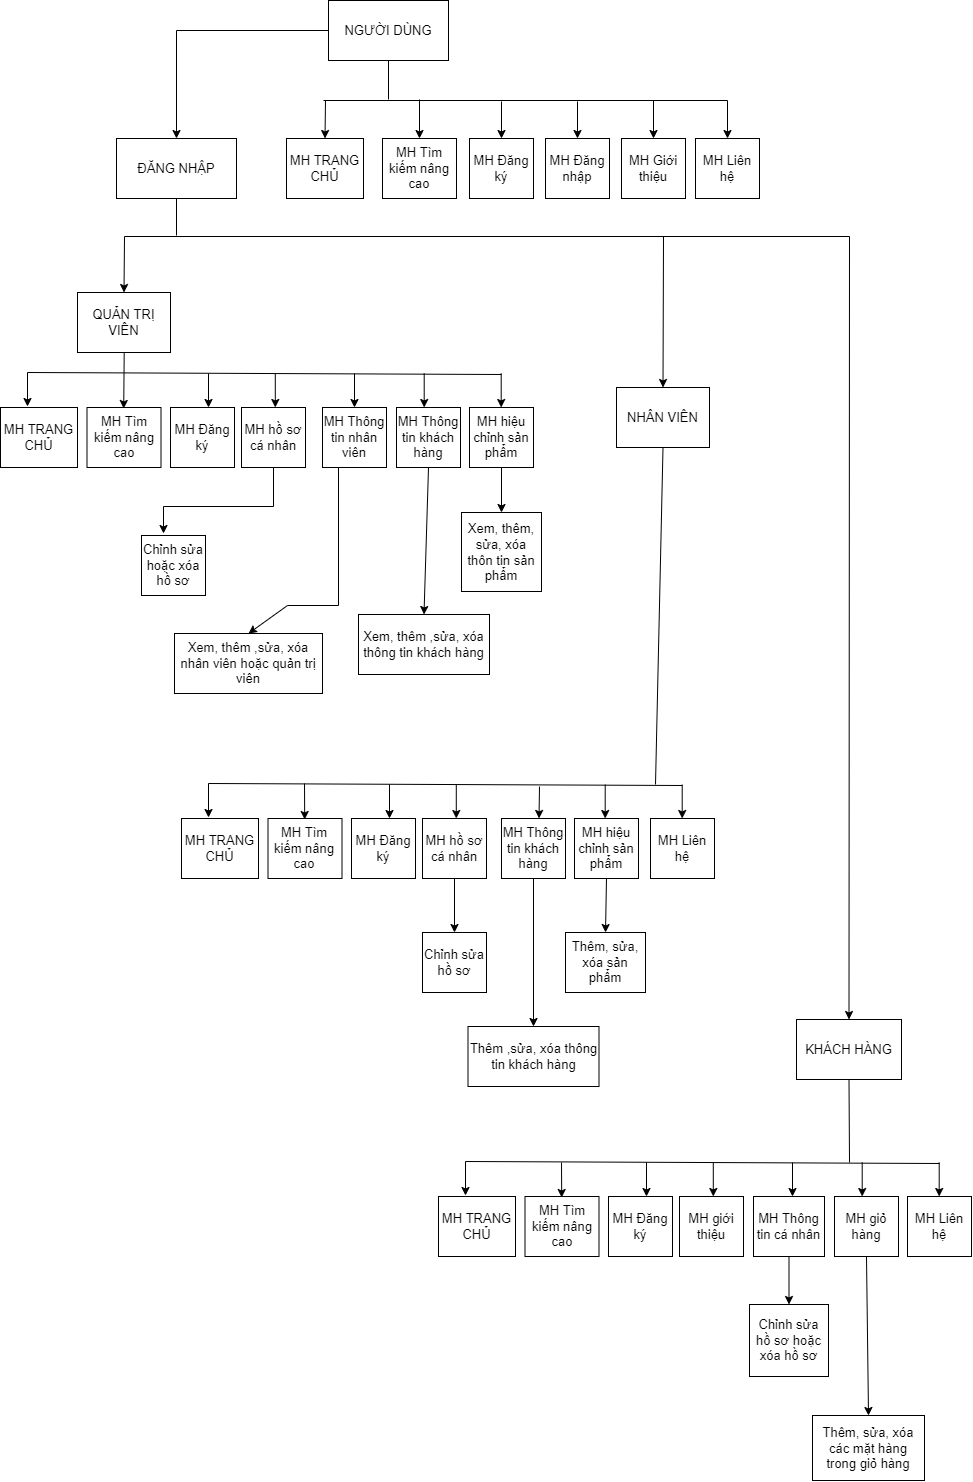 NGƯỜI DÙNG
ĐĂNG NHẬP
MH TRANG
CHỦ
MH Tìm
kiếm nâng
cao
MH Đăng
ký
MH Đăng
nhập
MH Giới
thiệu
MH Liên
hệ
QUẢN TRỊ
VIÊN
MH TRANG
CHỦ
MH Tìm
kiếm nâng
cao
MH Đăng
ký
MH hồ sơ
cá nhân
MH Thông
tin nhân
viên
MH Thông
tin khách
hàng
MH hiệu
chỉnh sản
phẩm
NHÂN VIÊN
Chỉnh sửa
hoặc xóa
hồ sơ
Xem, thêm,
sửa, xóa
thôn tin sản
phẩm
Xem, thêm ,sửa, xóa
nhân viên hoặc quản trị
viên
Xem, thêm ,sửa, xóa
thông tin khách hàng
MH TRANG
CHỦ
MH Tìm
kiếm nâng
cao
MH Đăng
ký
MH hồ sơ
cá nhân
MH Thông
tin khách
hàng
MH hiệu
chỉnh sản
phẩm
MH Liên
hệ
Chỉnh sửa
hồ sơ
Thêm, sửa,
xóa sản
phẩm
Thêm ,sửa, xóa thông
tin khách hàng
KHÁCH HÀNG
MH TRANG
CHỦ
MH Tìm
kiếm nâng
cao
MH Đăng
ký
MH giới
thiệu
MH Thông
tin cá nhân
MH giỏ
hàng
MH Liên
hệ
Chỉnh sửa
hồ sơ hoặc
xóa hồ sơ
Thêm, sửa, xóa
các mặt hàng
trong giỏ hàng